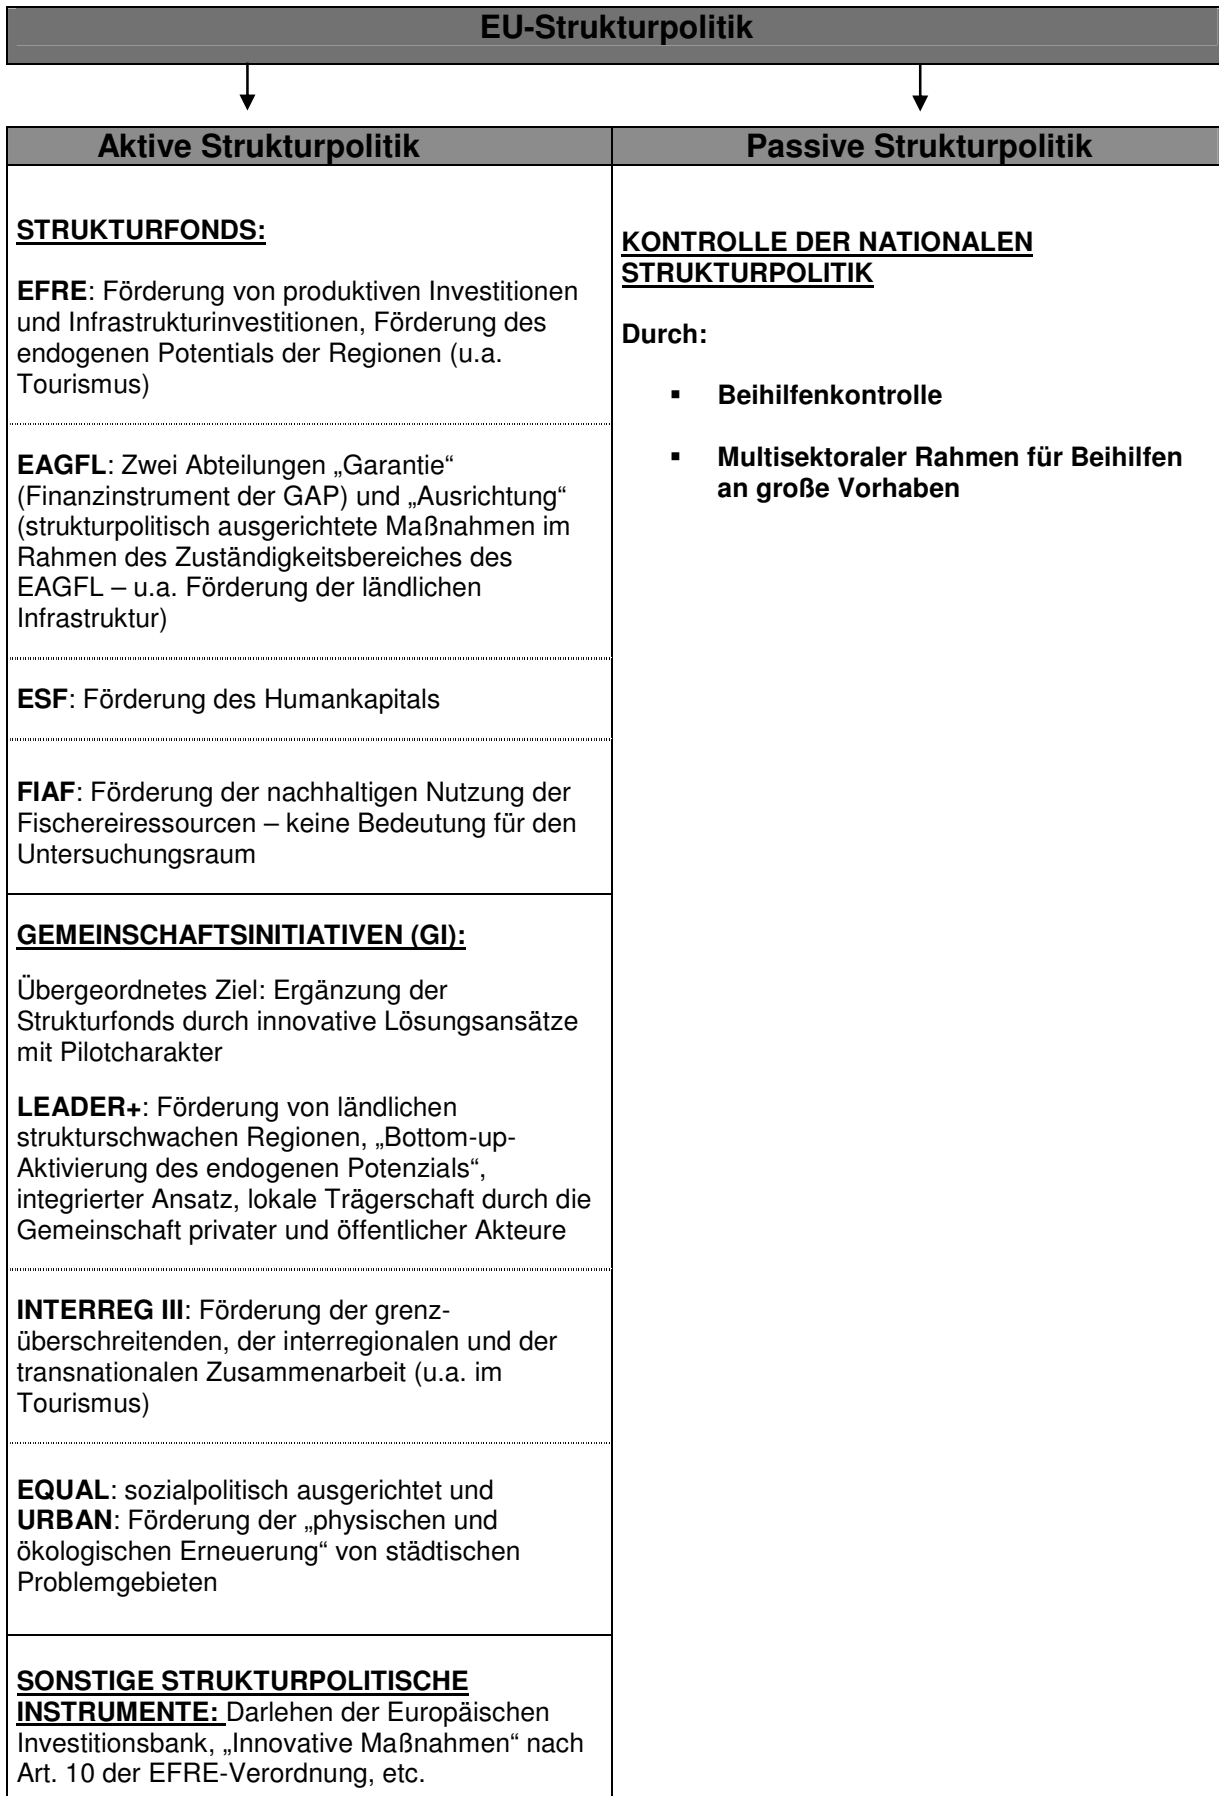 EU-Strukturpolitik
Aktive Strukturpolitik
Passive Strukturpolitik
STRUKTURFONDS:
EFRE: Förderung von produktiven Investitionen
und Infrastrukturinvestitionen, Förderung des
endogenen Potentials der Regionen (u.a.
Tourismus)
EAGFL: Zwei Abteilungen „Garantie“
(Finanzinstrument der GAP) und „Ausrichtung“
(strukturpolitisch ausgerichtete Maßnahmen im
Rahmen des Zuständigkeitsbereiches des
EAGFL – u.a. Förderung der ländlichen
Infrastruktur)
ESF: Förderung des Humankapitals
FIAF: Förderung der nachhaltigen Nutzung der
Fischereiressourcen – keine Bedeutung für den
Untersuchungsraum
GEMEINSCHAFTSINITIATIVEN (GI):
Übergeordnetes Ziel: Ergänzung der
Strukturfonds durch innovative Lösungsansätze
mit Pilotcharakter
LEADER+: Förderung von ländlichen
strukturschwachen Regionen, „Bottom-up-
Aktivierung des endogenen Potenzials“,
integrierter Ansatz, lokale Trägerschaft durch die
Gemeinschaft privater und öffentlicher Akteure
INTERREG III: Förderung der grenz-
überschreitenden, der interregionalen und der
transnationalen Zusammenarbeit (u.a. im
Tourismus)
EQUAL: sozialpolitisch ausgerichtet und
URBAN: Förderung der „physischen und
ökologischen Erneuerung“ von städtischen
Problemgebieten
SONSTIGE STRUKTURPOLITISCHE
INSTRUMENTE: Darlehen der Europäischen
Investitionsbank, „Innovative Maßnahmen“ nach
Art. 10 der EFRE-Verordnung, etc.
KONTROLLE DER NATIONALEN
STRUKTURPOLITIK
Durch:
▪ Beihilfenkontrolle
▪ Multisektoraler Rahmen für Beihilfen
an große Vorhaben